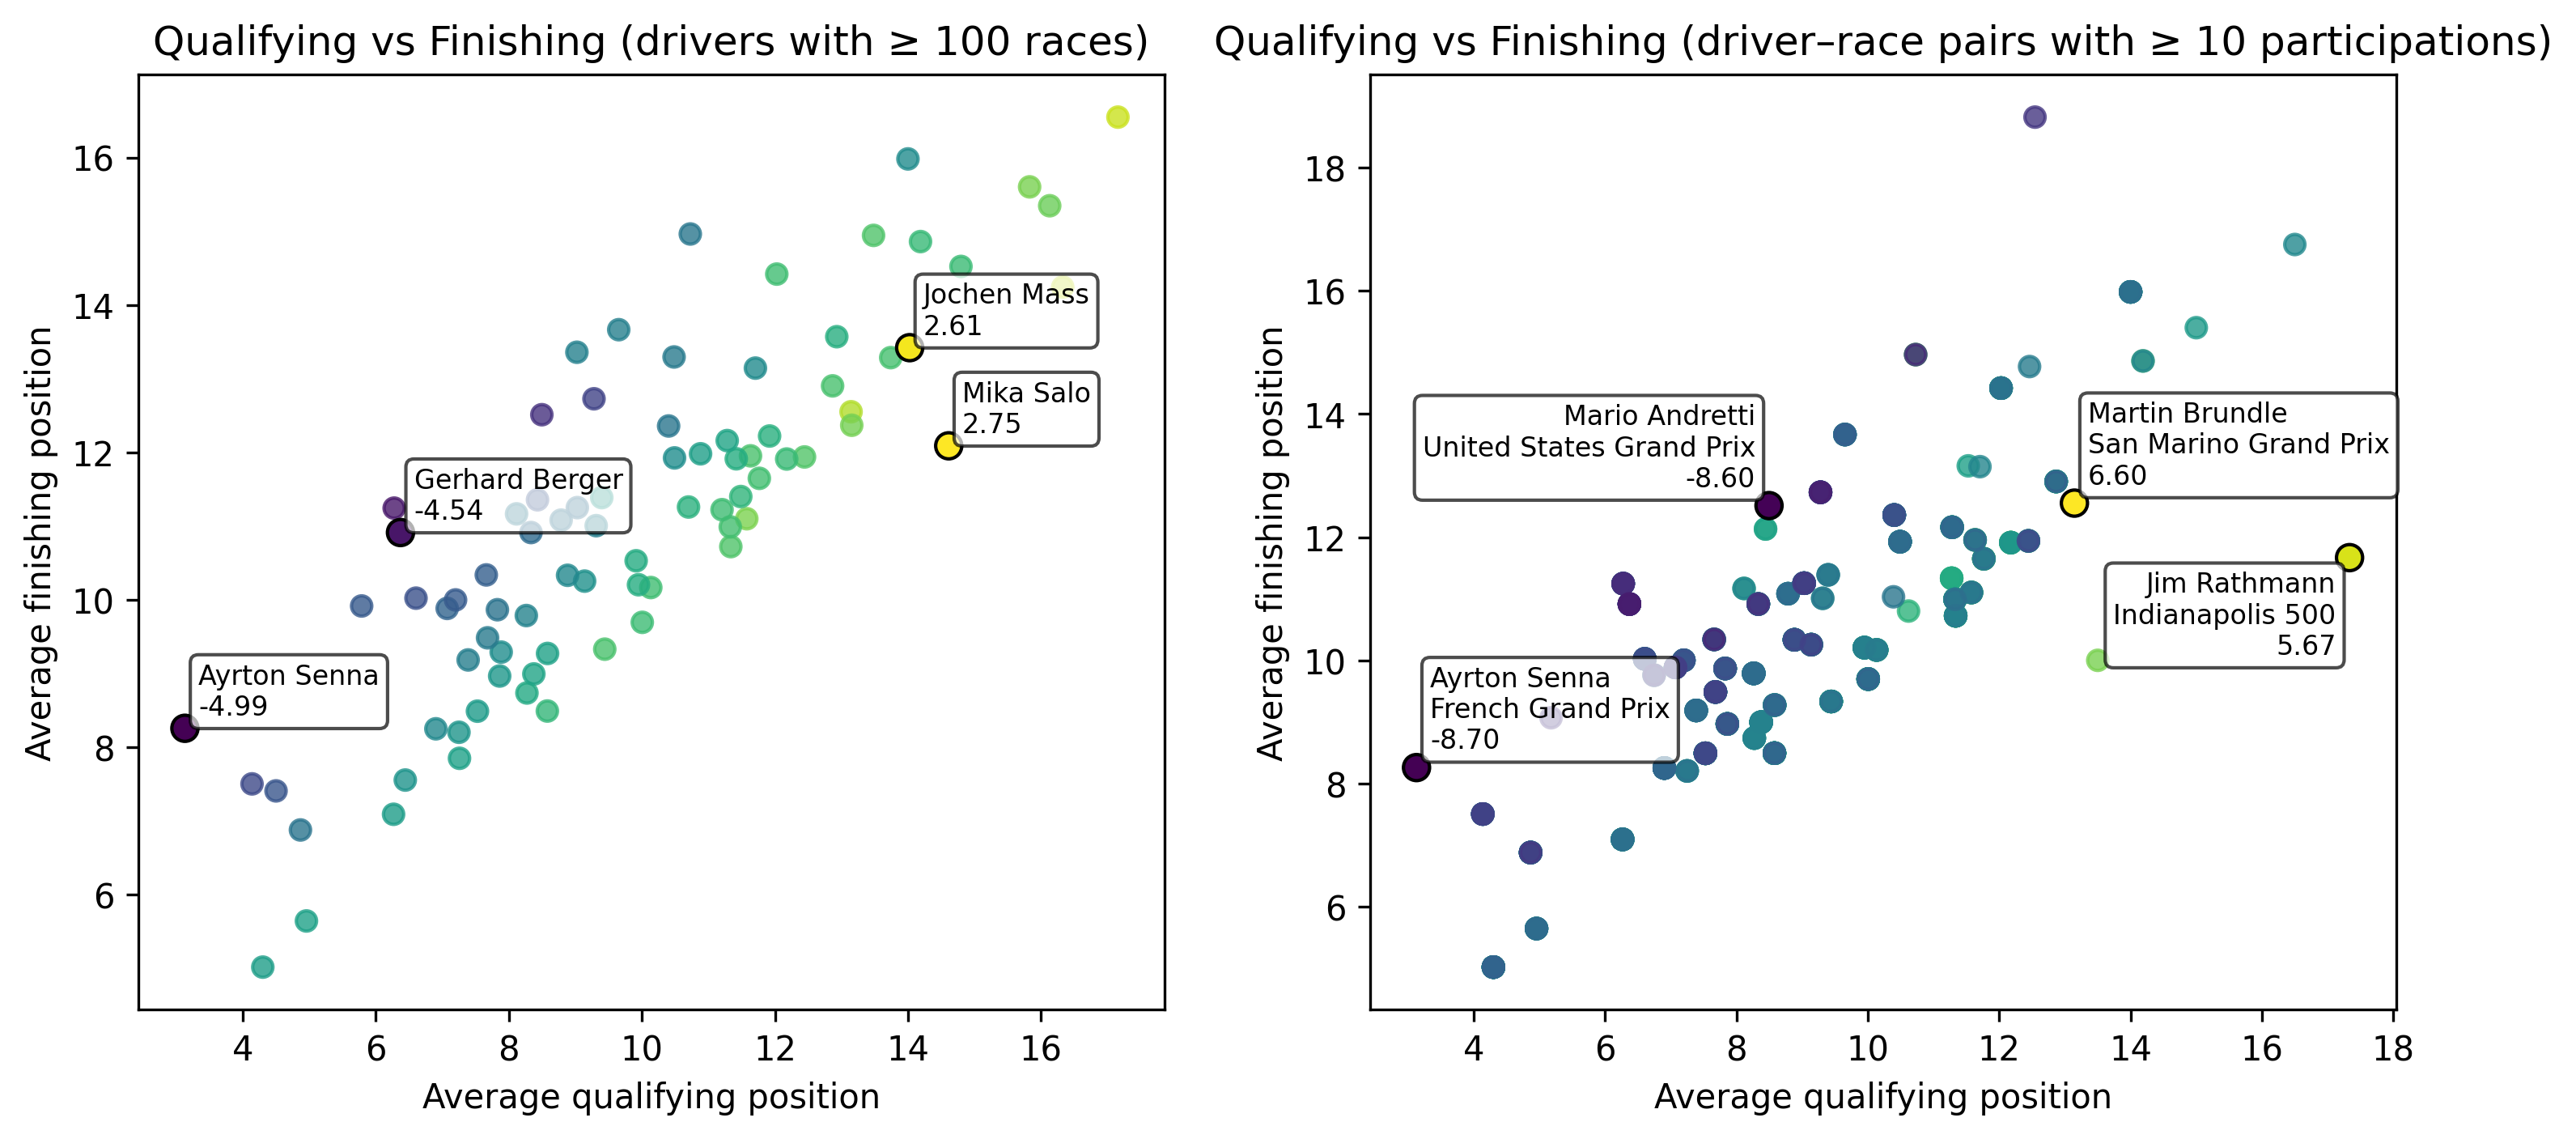 Qualifying vs Finishing (drivers with ≥ 100 races)
Average finishing position
16
14
12
10
8
6
Jochen Mass
2.61
Mika Salo
2.75
Gerhard Berger
-4.54
Ayrton Senna
-4.99
4
6
8
10
12
14
16
Average qualifying position
Qualifying vs Finishing (driver–race pairs with ≥ 10 participations)
Average finishing position
18
16
14
12
10
8
6
Mario Andretti
United States Grand Prix
-8.60
Martin Brundle
San Marino Grand Prix
6.60
Jim Rathmann
Indianapolis 500
5.67
Ayrton Senna
French Grand Prix
-8.70
4
6
8
10
12
14
16
18
Average qualifying position